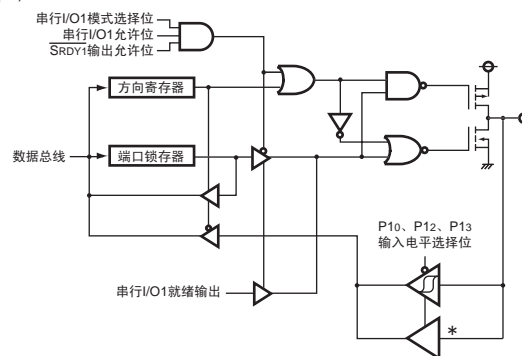 串行I/O1模式选择位
串行I/O1允许位
SRDY1输出允许位
方向寄存器
数据总线
端口锁存器
P10、P12、P13
输入电平选择位
串行I/O1就绪输出
*